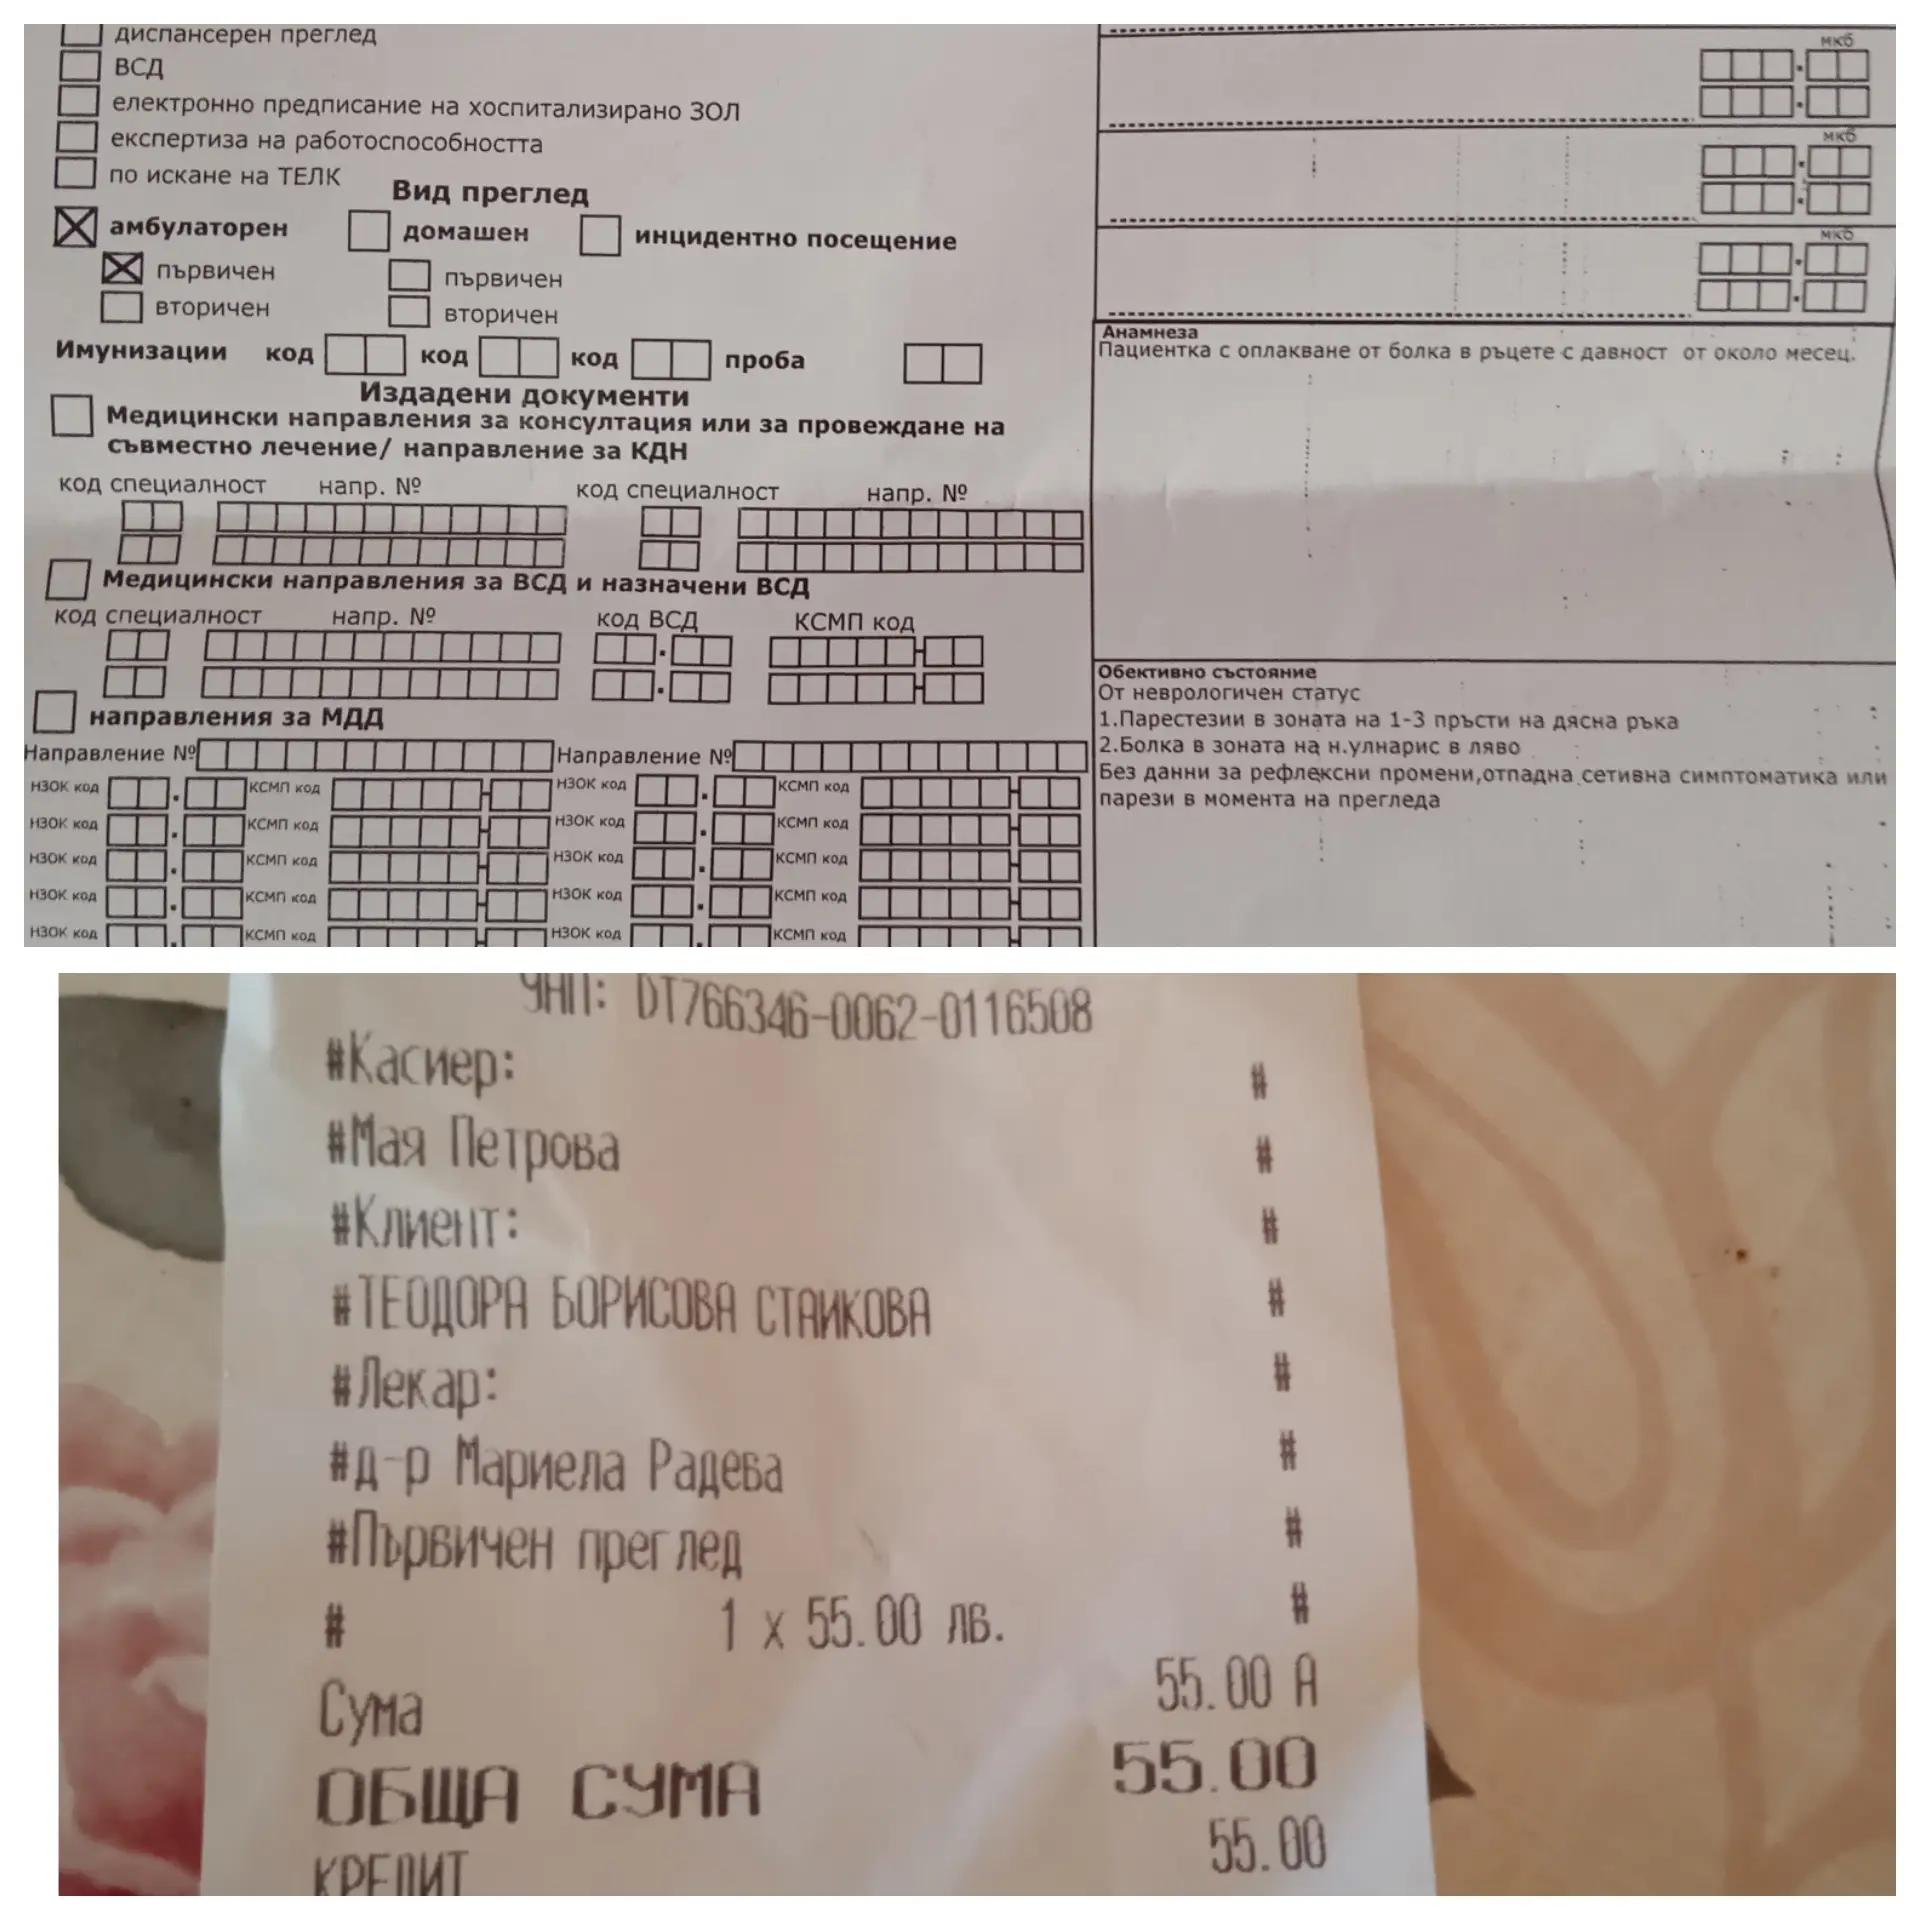 диспансерен преглед
ВСД
електронно предписание на хоспитализирано ЗОЛ
експертиза на работоспособността
по искане на ТЕЛК
Вид преглед
амбулаторен домашен инцидентно посещение
първичен първичен
вторичен вторичен
Имунизации код код код проба
Издадени документи
Медицински направления за консултация или за провеждане на
съвместно лечение/ направление за КДН
код специалност напр. № код специалност напр. №
Медицински направления за ВСД и назначени ВСД
код специалност напр. № код ВСД КСМП код
направления за МДД
Направление № Направление №
НЗОК код КСМП код НЗОК код КСМП код
НЗОК код КСМП код НЗОК код КСМП код
НЗОК код КСМП код НЗОК код КСМП код
НЗОК код КСМП код НЗОК код КСМП код
НЗОК код КСМП код НЗОК код КСМП код
мкб
мкб
мкб
Анамнеза
Пациентка с оплакване от болка в ръцете с давност от около месец.
Обективно състояние
От неврологичен статус
1.Парестезии в зоната на 1-3 пръсти на дясна ръка
2.Болка в зоната на н.улнарис в ляво
Без данни за рефлексни промени,отпадна сетивна симптоматика или
парези в момента на прегледа
УНП: DT766346-0062-0116508
#Касиер: #
#Мая Петрова #
#Клиент: #
#ТЕОДОРА БОРИСОВА СТАИКОВА #
#Лекар: #
#д-р Мариела Радева #
#Първичен преглед #
# 1 x 55.00 лв. #
Сума 55.00 А
ОБЩА СУМА 55.00
КРЕДИТ 55.00